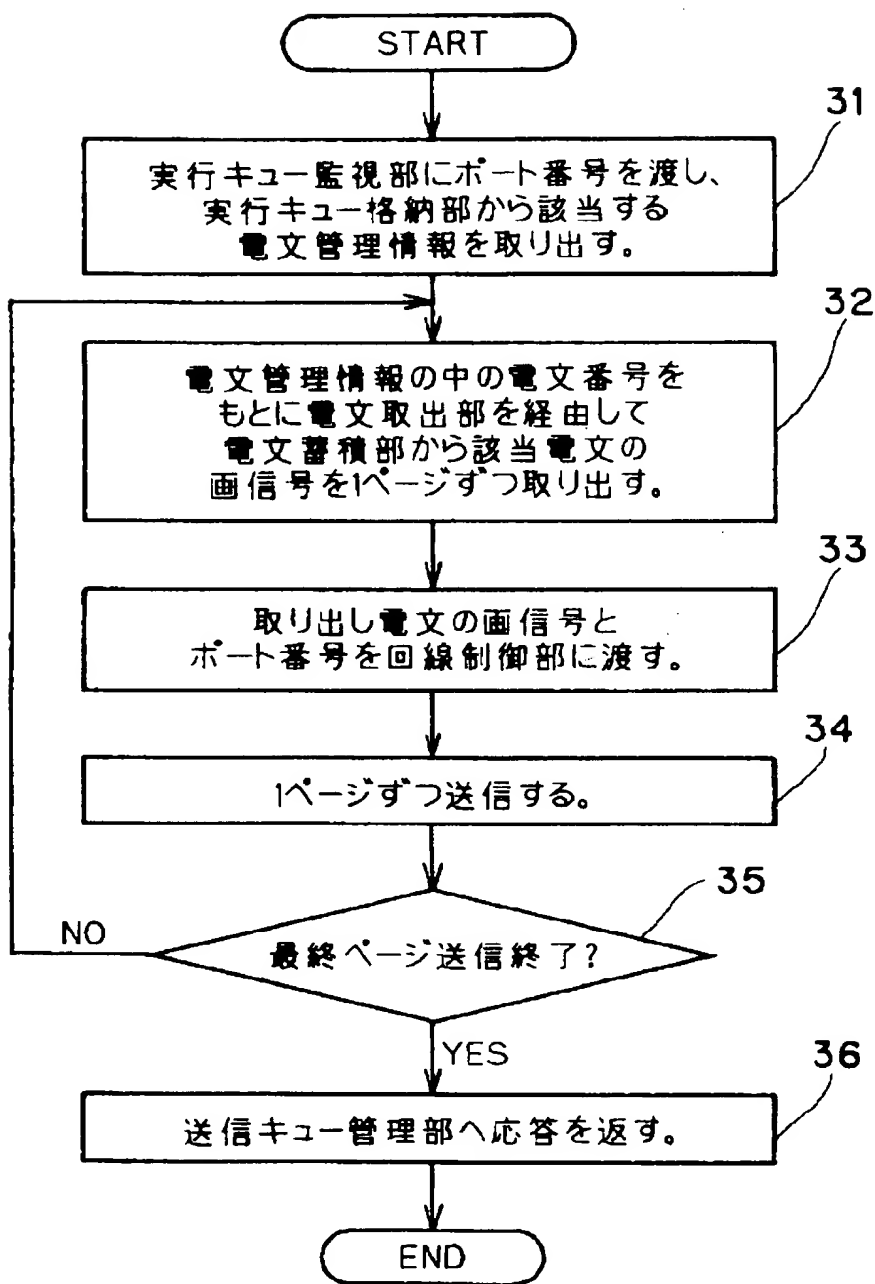 START
31
実行キュー監視部にポート番号を渡し、
実行キュー格納部から該当する
電文管理情報を取り出す。
32
電文管理情報の中の電文番号を
もとに電文取出部を経由して
電文蓄積部から該当電文の
画信号を1ページずつ取り出す。
33
取り出し電文の画信号と
ポート番号を回線制御部に渡す。
34
1ページずつ送信する。
35
最終ページ送信終了?
NO
YES
36
送信キュー管理部へ応答を返す。
END